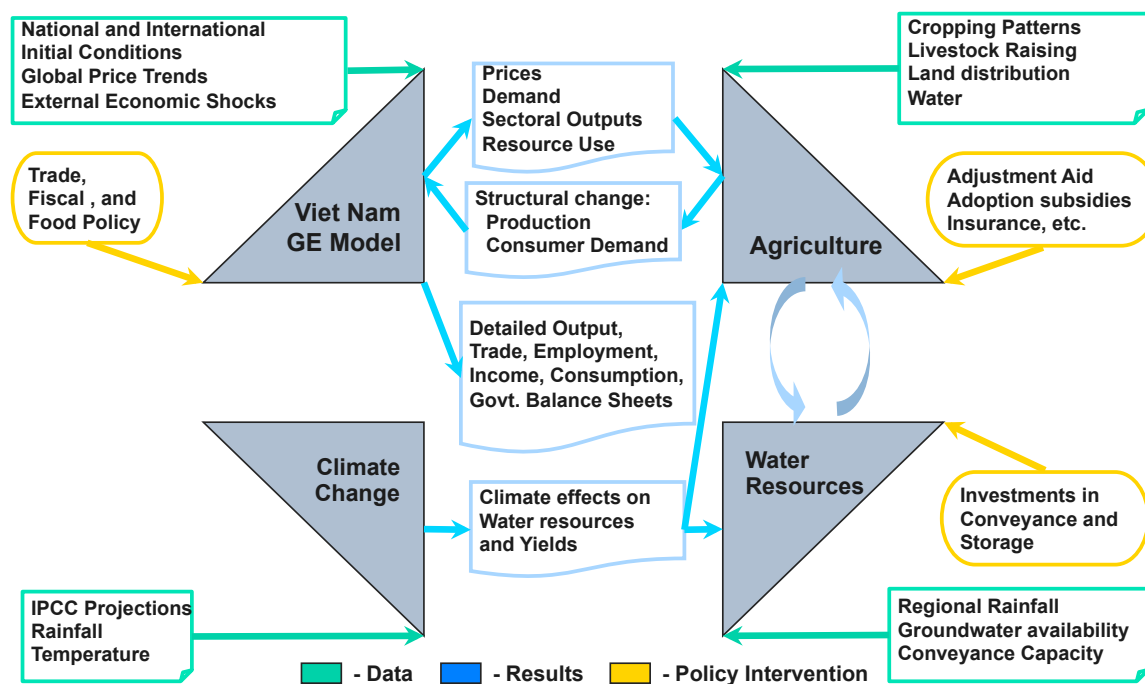 National and International
Initial Conditions
Global Price Trends
External Economic Shocks
Prices
Demand
Sectoral Outputs
Resource Use
Cropping Patterns
Livestock Raising
Land distribution
Water
Trade,
Fiscal , and
Food Policy
Viet Nam
GE Model
Structural change:
Production
Consumer Demand
Agriculture
Adjustment Aid
Adoption subsidies
Insurance, etc.
Detailed Output,
Trade, Employment,
Income, Consumption,
Govt. Balance Sheets
Climate
Change
Climate effects on
Water resources
and Yields
Water
Resources
Investments in
Conveyance and
Storage
IPCC Projections
Rainfall
Temperature
Regional Rainfall
Groundwater availability
Conveyance Capacity
- Data
- Results
- Policy Intervention